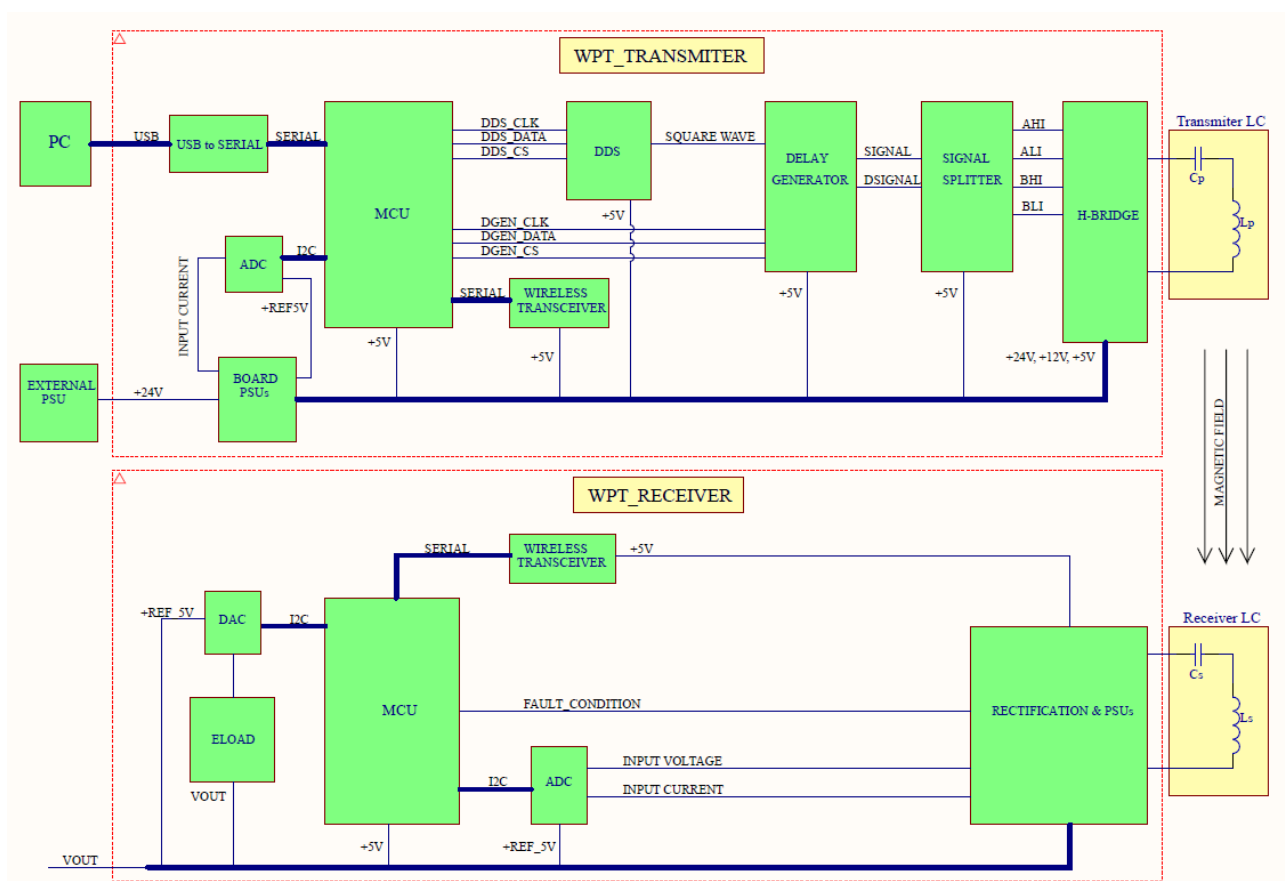 WPT_TRANSMITER
PC
USB
USB to SERIAL
SERIAL
MCU
DDS_CLK
DDS_DATA
DDS_CS
DDS
+5V
SQUARE WAVE
DELAY
GENERATOR
SIGNAL
DSIGNAL
SIGNAL
SPLITTER
AHI
ALI
BHI
BLI
H-BRIDGE
Transmiter LC
Cp
Lp
ADC
I2C
+REF5V
INPUT CURRENT
DGEN_CLK
DGEN_DATA
DGEN_CS
SERIAL
WIRELESS
TRANSCEIVER
+5V
+5V
+5V
+5V
+24V, +12V, +5V
EXTERNAL
PSU
+24V
BOARD
PSUs
MAGNETIC FIELD
WPT_RECEIVER
SERIAL
WIRELESS
TRANSCEIVER
+5V
+REF_5V
DAC
I2C
MCU
ELOAD
VOUT
FAULT_CONDITION
I2C
ADC
INPUT VOLTAGE
INPUT CURRENT
RECTIFICATION & PSUs
Receiver LC
Cs
Ls
+5V
+REF_5V
VOUT